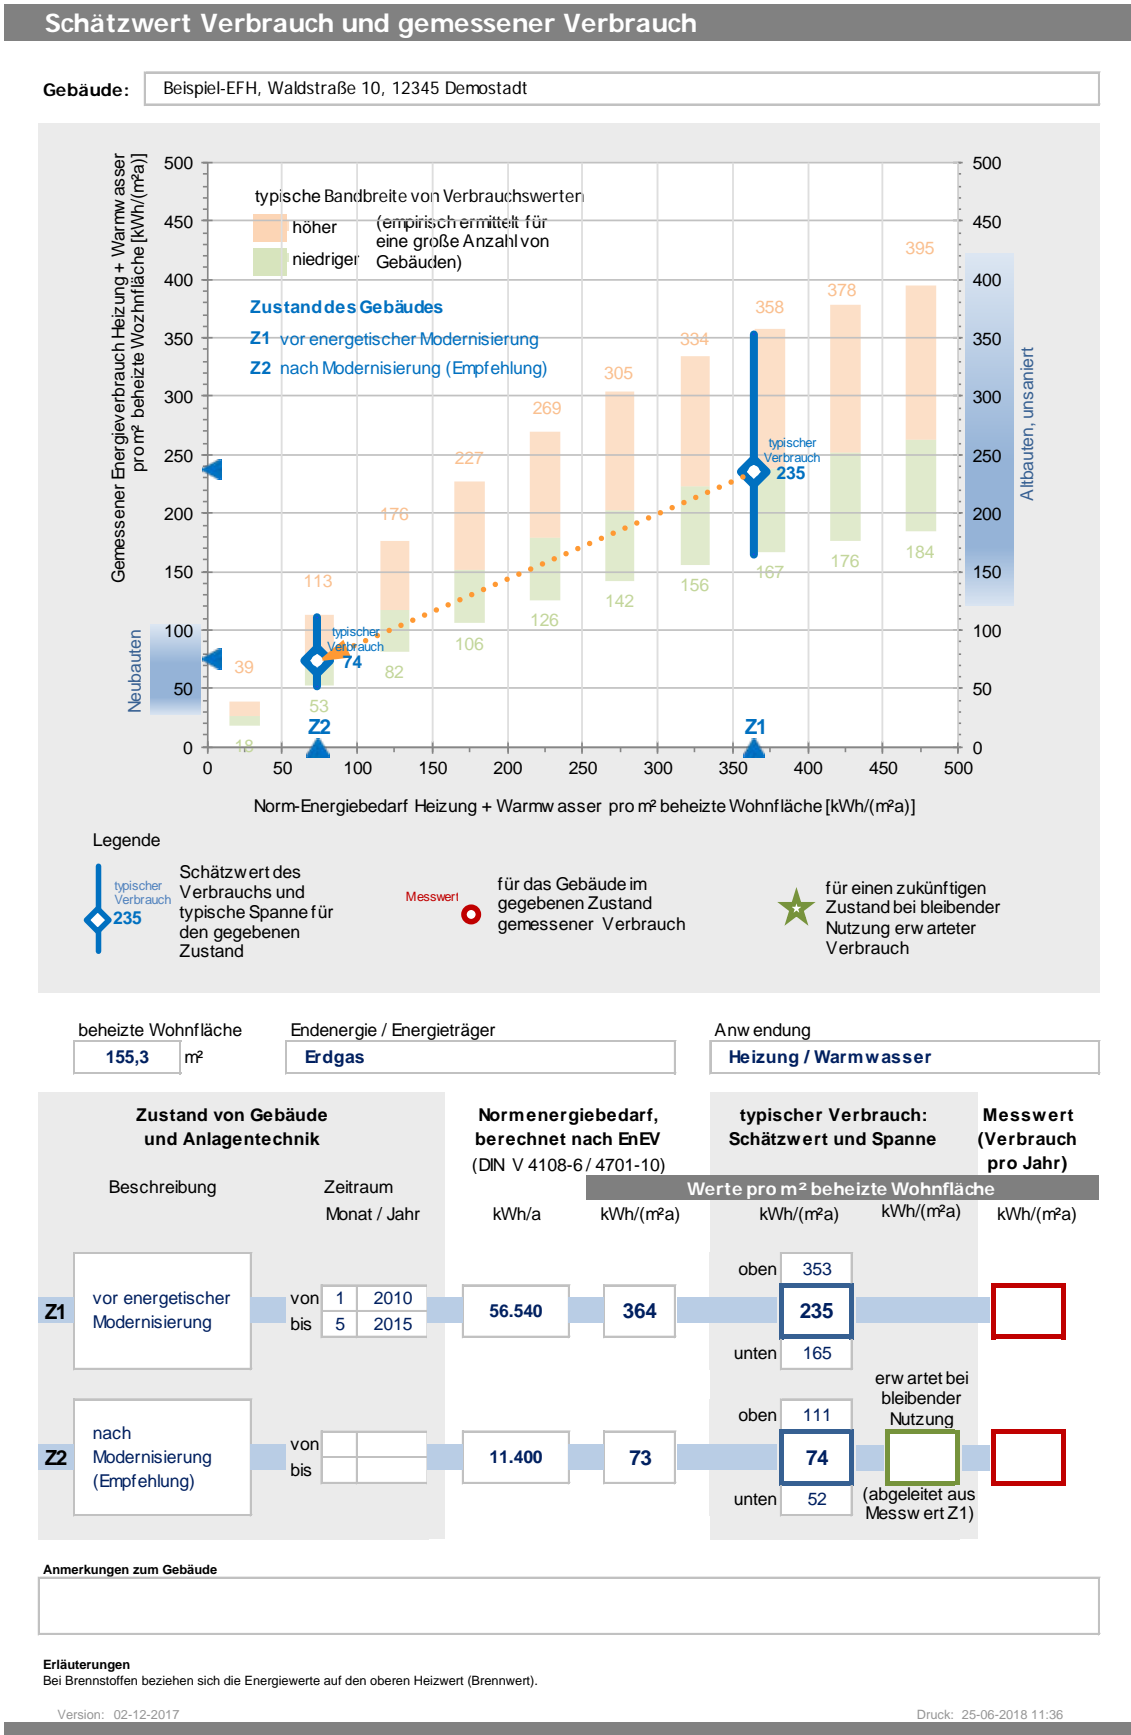 Schätzwert Verbrauch und gemessener Verbrauch
Gebäude: Beispiel-EFH, Waldstraße 10, 12345 Demostadt
Gemessener Energieverbrauch Heizung + Warmwasser
pro m² beheizte Wozhnfläche [kWh/(m²a)]
500
450
400
350
300
250
200
150
100
50
0
Neubauten
typische Bandbreite von Verbrauchswerten
höher
niedriger
(empirisch ermittelt für
eine große Anzahl von
Gebäuden)
Zustand des Gebäudes
Z1 vor energetischer Modernisierung
Z2 nach Modernisierung (Empfehlung)
39
113
176
227
269
305
334
358
378
395
18
53
82
106
126
142
156
167
176
184
typischer
Verbrauch
74
typischer
Verbrauch
235
Z2
Z1
500
450
400
350
300
250
200
150
100
50
0
Altbauten, unsaniert
0 50 100 150 200 250 300 350 400 450 500
Norm-Energiebedarf Heizung + Warmwasser pro m² beheizte Wohnfläche [kWh/(m²a)]
Legende
typischer
Verbrauch
235
Schätzwert des
Verbrauchs und
typische Spanne für
den gegebenen
Zustand
Messwert
für das Gebäude im
gegebenen Zustand
gemessener Verbrauch
für einen zukünftigen
Zustand bei bleibender
Nutzung erwarteter
Verbrauch
beheizte Wohnfläche
155,3 m²
Endenergie / Energieträger
Erdgas
Anwendung
Heizung / Warmwasser
Zustand von Gebäude
und Anlagentechnik
Normenergiebedarf,
berechnet nach EnEV
(DIN V 4108-6 / 4701-10)
typischer Verbrauch:
Schätzwert und Spanne
Messwert
(Verbrauch
pro Jahr)
Werte pro m² beheizte Wohnfläche
Beschreibung
Zeitraum
Monat / Jahr
kWh/a
kWh/(m²a)
kWh/(m²a)
kWh/(m²a)
kWh/(m²a)
Z1
vor energetischer
Modernisierung
von 1 2010
bis 5 2015
56.540
364
oben 353
235
unten 165
Z2
nach
Modernisierung
(Empfehlung)
von
bis
11.400
73
oben 111
74
unten 52
erwartet bei
bleibender
Nutzung
(abgeleitet aus
Messwert Z1)
Anmerkungen zum Gebäude
Erläuterungen
Bei Brennstoffen beziehen sich die Energiewerte auf den oberen Heizwert (Brennwert).
Version: 02-12-2017
Druck: 25-06-2018 11:36